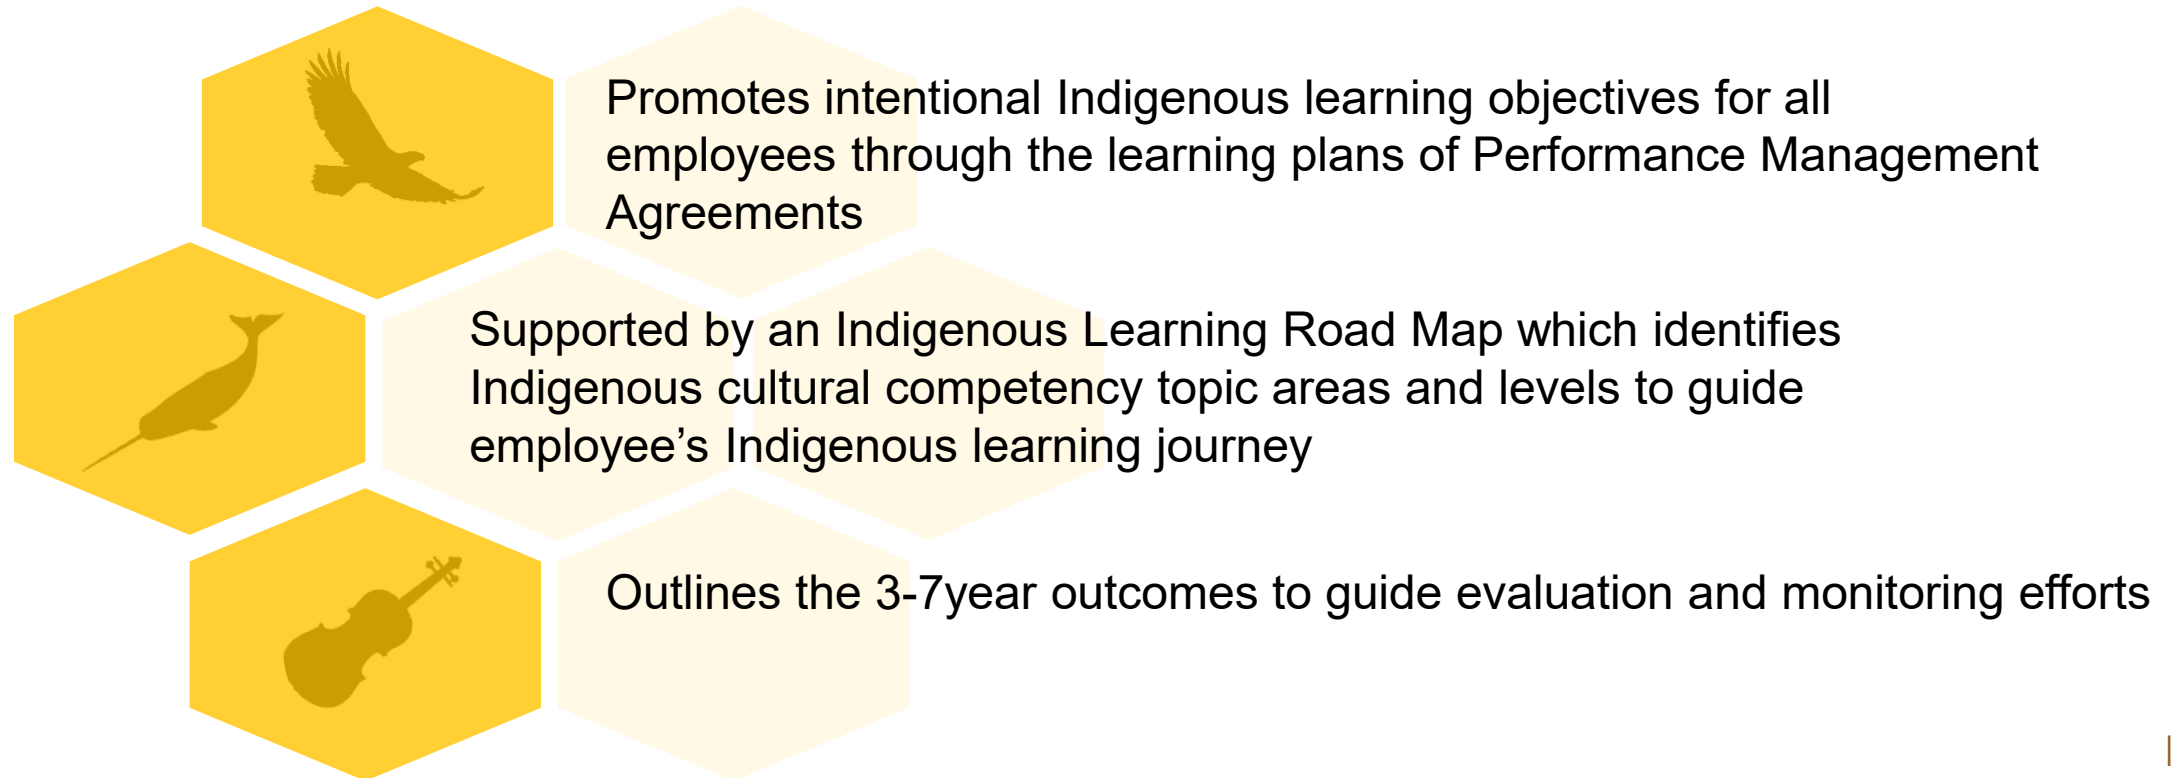 Promotes intentional Indigenous learning objectives for all
employees through the learning plans of Performance Management
Agreements
Supported by an Indigenous Learning Road Map which identifies
Indigenous cultural competency topic areas and levels to guide
employee’s Indigenous learning journey
Outlines the 3-7year outcomes to guide evaluation and monitoring efforts